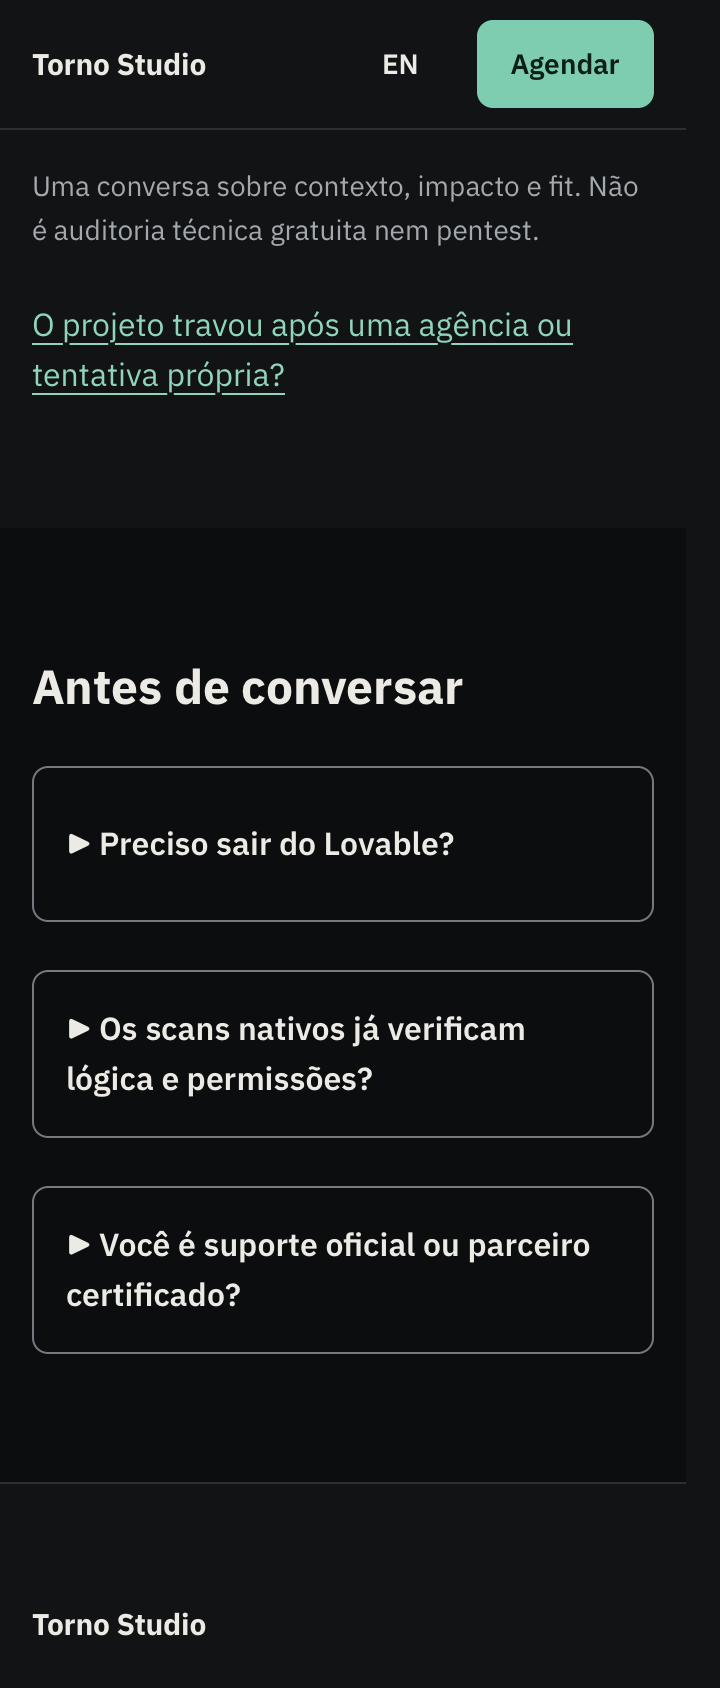 Torno Studio
EN
Agendar
Uma conversa sobre contexto, impacto e fit. Não
é auditoria técnica gratuita nem pentest.
O projeto travou após uma agência ou
tentativa própria?
Antes de conversar
Preciso sair do Lovable?
Os scans nativos já verificam
lógica e permissões?
Você é suporte oficial ou parceiro
certificado?
Torno Studio